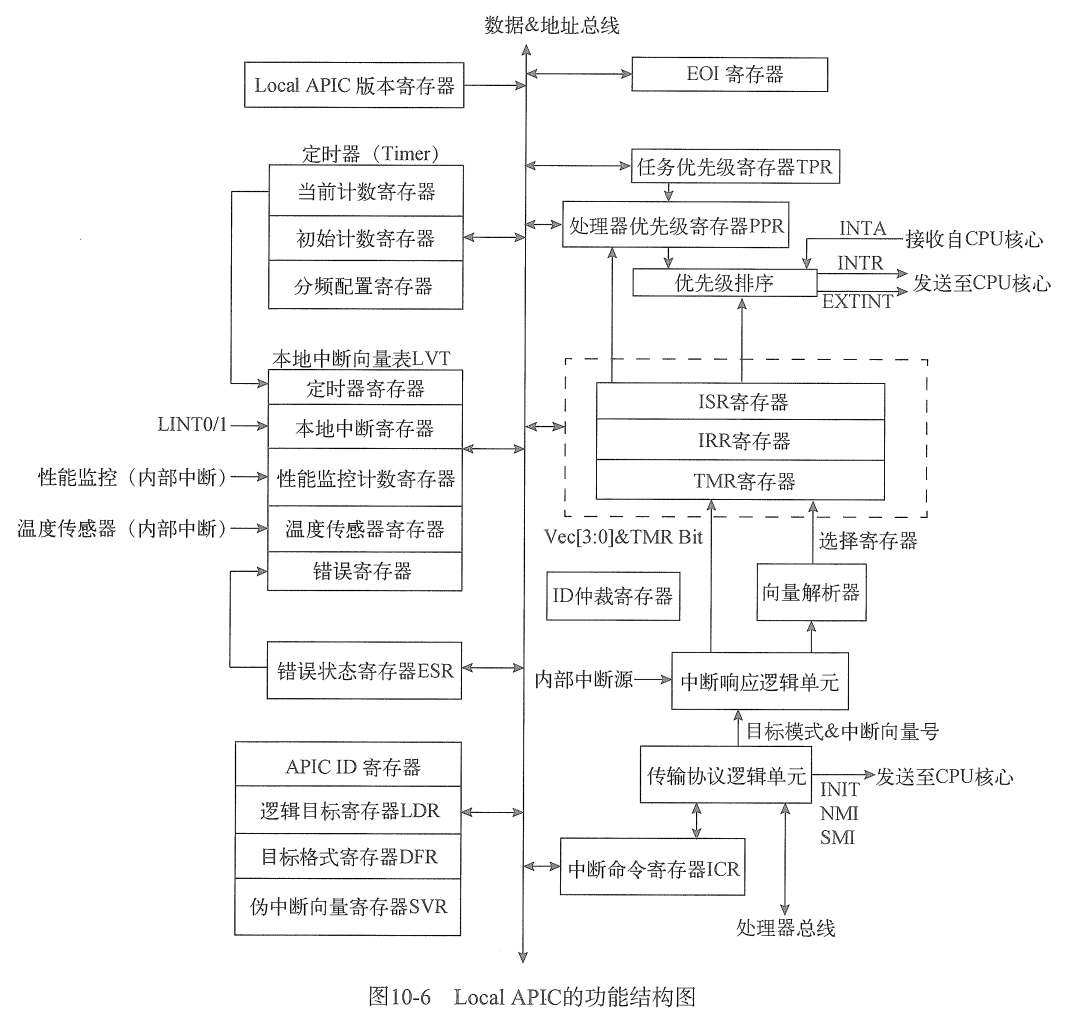 数据&地址总线
Local APIC 版本寄存器
EOI 寄存器
定时器（Timer）
当前计数寄存器
初始计数寄存器
分频配置寄存器
任务优先级寄存器TPR
处理器优先级寄存器PPR
优先级排序
INTA
接收自CPU核心
INTR
EXTINT
发送至CPU核心
本地中断向量表LVT
定时器寄存器
LINT0/1
本地中断寄存器
性能监控（内部中断）
性能监控计数寄存器
温度传感器（内部中断）
温度传感器寄存器
错误寄存器
ISR寄存器
IRR寄存器
TMR寄存器
Vec[3:0]&TMR Bit
选择寄存器
ID仲裁寄存器
向量解析器
错误状态寄存器ESR
内部中断源
中断响应逻辑单元
目标模式&中断向量号
APIC ID 寄存器
逻辑目标寄存器LDR
目标格式寄存器DFR
伪中断向量寄存器SVR
传输协议逻辑单元
发送至CPU核心
INIT
NMI
SMI
中断命令寄存器ICR
处理器总线
图10-6 Local APIC的功能结构图